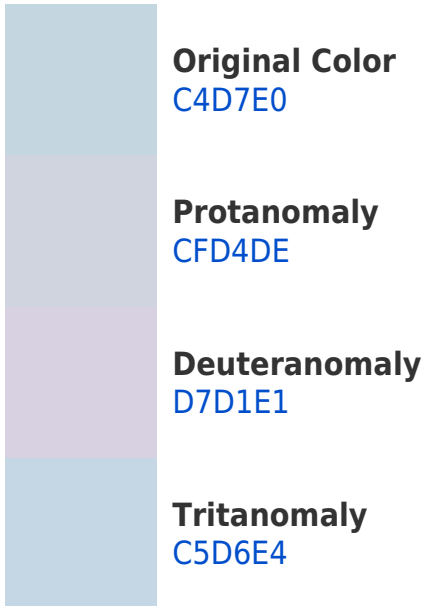 Original Color
C4D7E0
Protanomaly
CFD4DE
Deuteranomaly
D7D1E1
Tritanomaly
C5D6E4